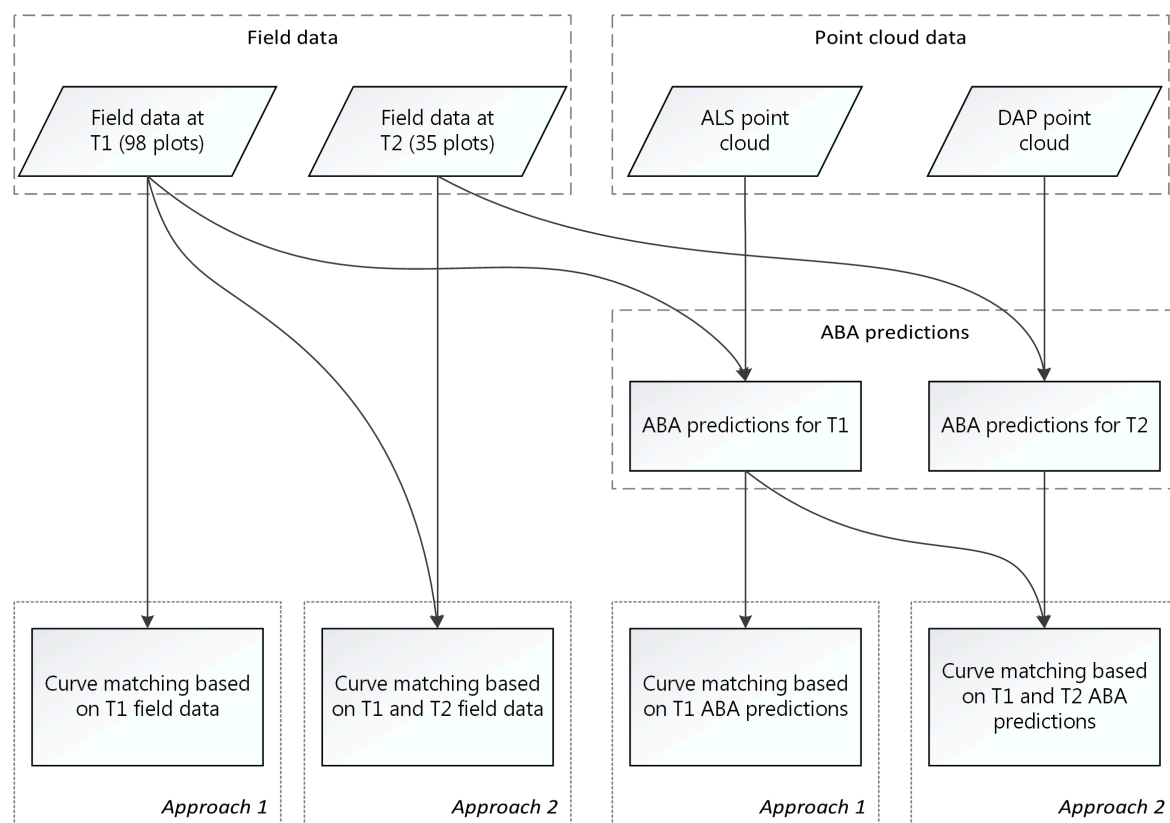 Field data
Point cloud data
Field data at
T1 (98 plots)
Field data at
T2 (35 plots)
ALS point
cloud
DAP point
cloud
ABA predictions
ABA predictions for T1
ABA predictions for T2
Curve matching based
on T1 field data
Approach 1
Curve matching based
on T1 and T2 field data
Approach 2
Curve matching based
on T1 ABA predictions
Approach 1
Curve matching based
on T1 and T2 ABA
predictions
Approach 2